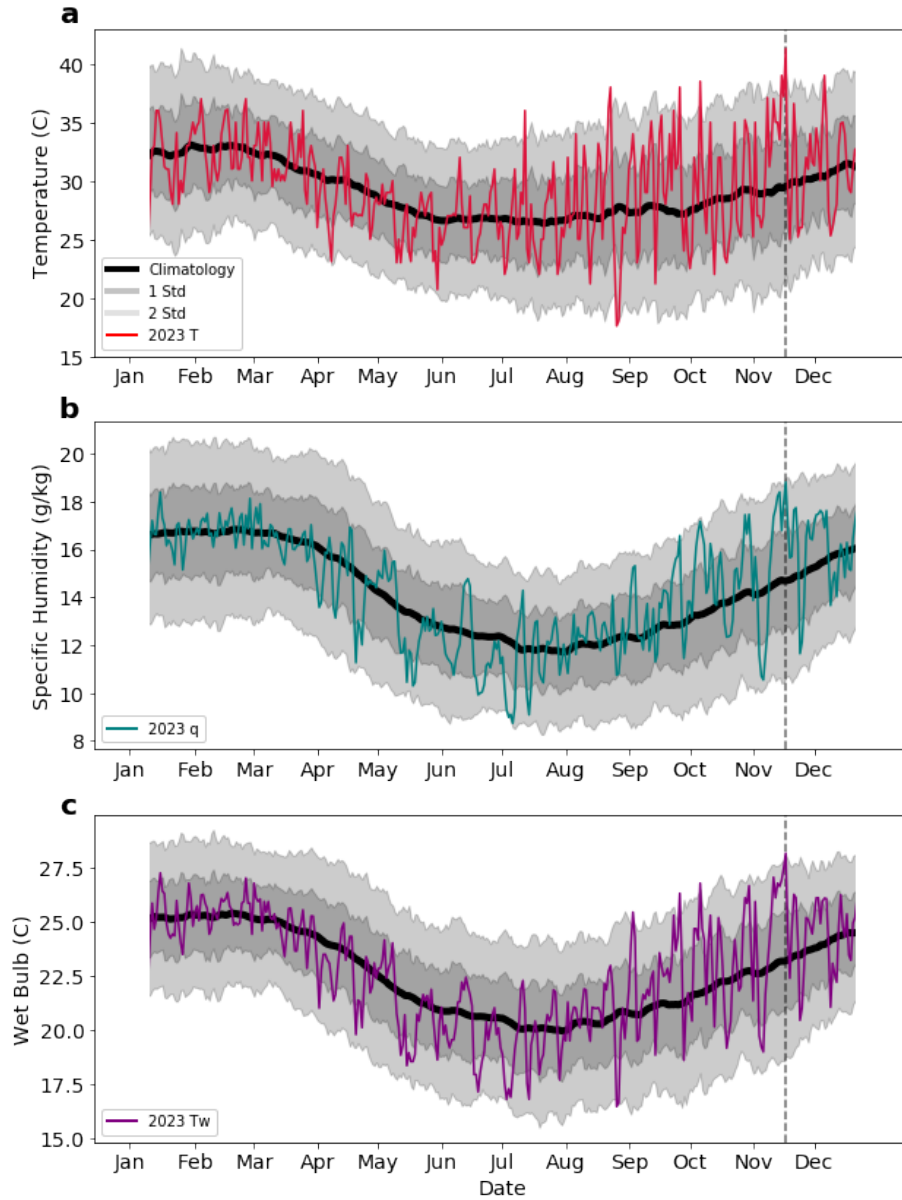 a
Temperature (C)
40
35
30
25
20
15
Climatology
1 Std
2 Std
2023 T
Jan Feb Mar Apr May Jun Jul Aug Sep Oct Nov Dec
b
Specific Humidity (g/kg)
20
18
16
14
12
10
8
2023 q
Jan Feb Mar Apr May Jun Jul Aug Sep Oct Nov Dec
c
Wet Bulb (C)
27.5
25.0
22.5
20.0
17.5
15.0
2023 Tw
Jan Feb Mar Apr May Jun Jul Aug Sep Oct Nov Dec
Date